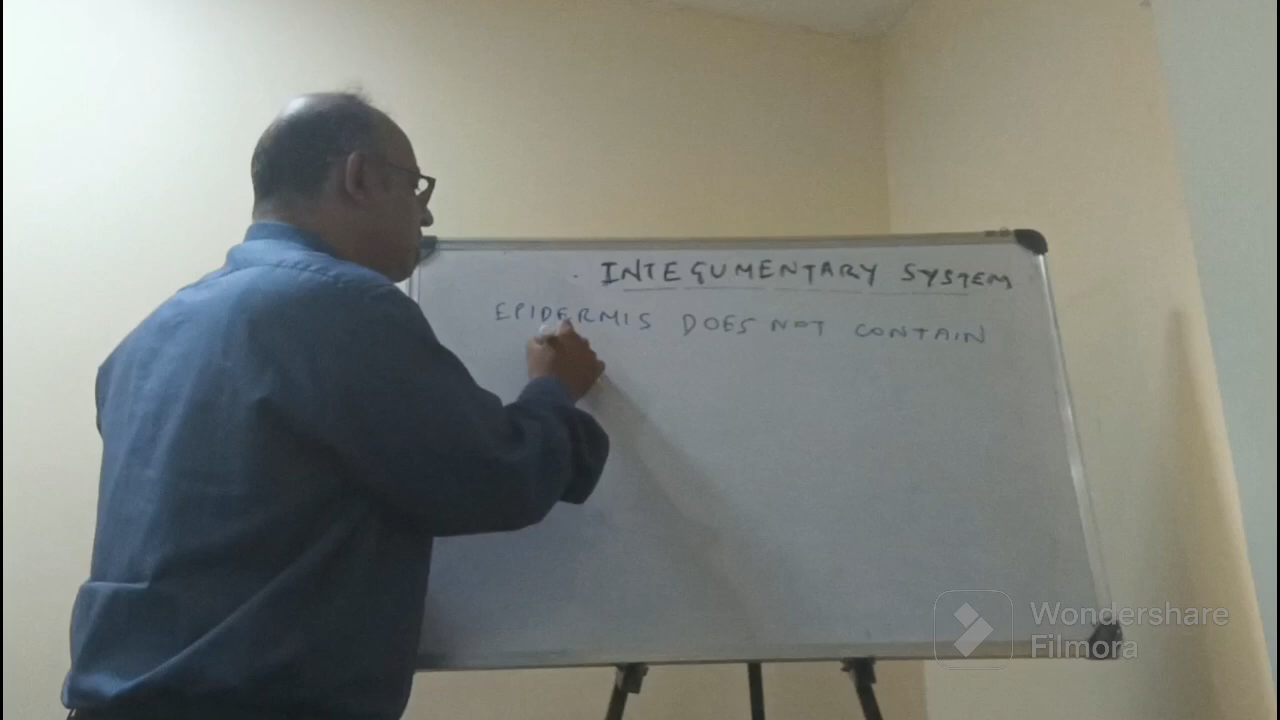 INTEGUMENTARY SYSTEM
EPIDERMIS DOES NOT CONTAIN
Wondershare
Filmora